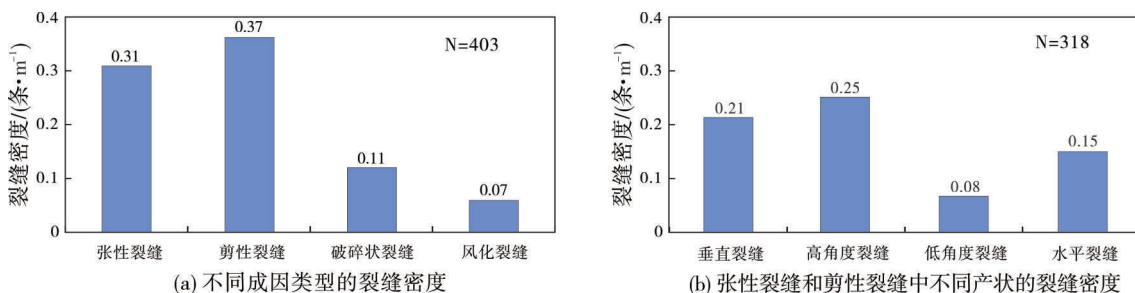 裂缝密度/(条•m⁻¹)
0.4
0.3
0.2
0.1
0
0.31
0.37
0.11
0.07
N=403
张性裂缝
剪性裂缝
破碎状裂缝
风化裂缝
(a) 不同成因类型的裂缝密度
裂缝密度/(条•m⁻¹)
0.4
0.3
0.2
0.1
0
0.21
0.25
0.08
0.15
N=318
垂直裂缝
高角度裂缝
低角度裂缝
水平裂缝
(b) 张性裂缝和剪性裂缝中不同产状的裂缝密度